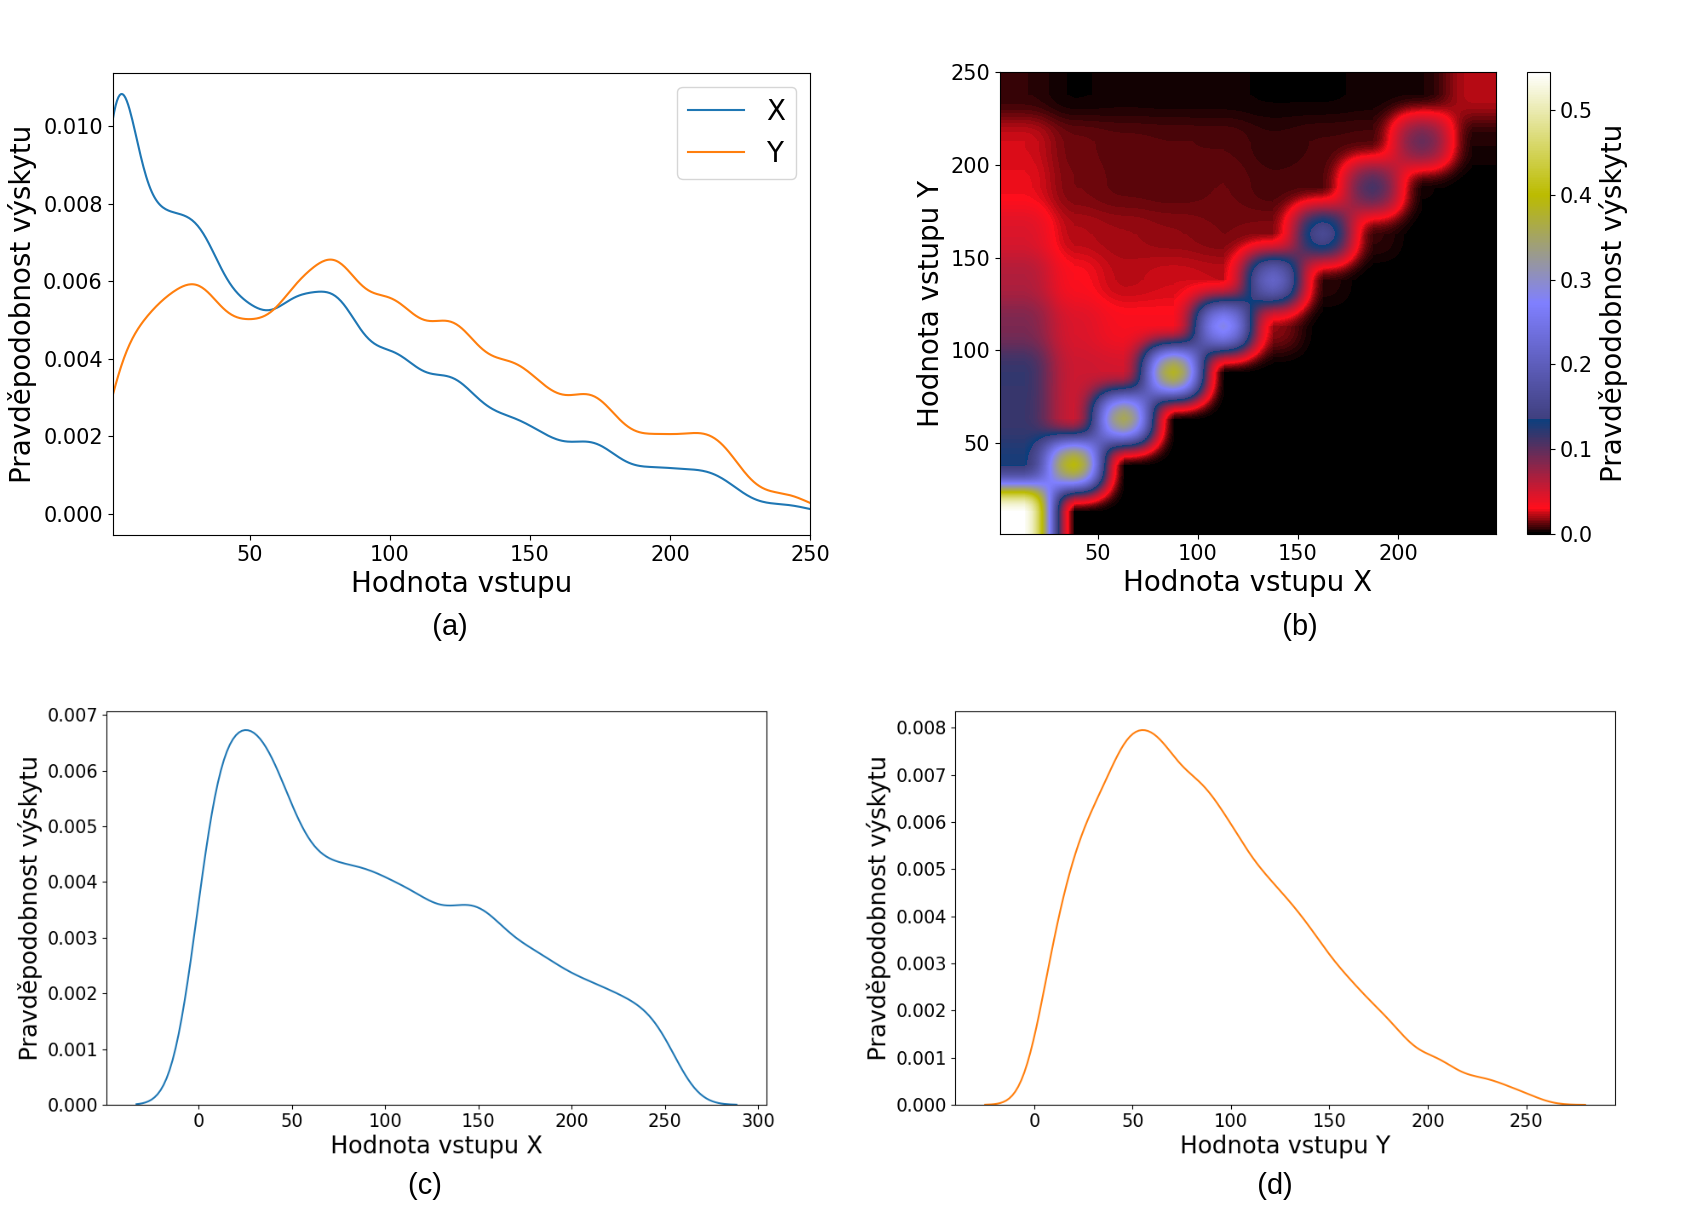 X
Y
0.010
0.008
0.006
0.004
0.002
0.000
Pravděpodobnost výskytu
50 100 150 200 250
Hodnota vstupu
(a)
250
200
150
100
50
Hodnota vstupu Y
50 100 150 200
Hodnota vstupu X
0.5
0.4
0.3
0.2
0.1
0.0
Pravděpodobnost výskytu
(b)
0.007
0.006
0.005
0.004
0.003
0.002
0.001
0.000
Pravděpodobnost výskytu
0 50 100 150 200 250 300
Hodnota vstupu X
(c)
0.008
0.007
0.006
0.005
0.004
0.003
0.002
0.001
0.000
Pravděpodobnost výskytu
0 50 100 150 200 250
Hodnota vstupu Y
(d)